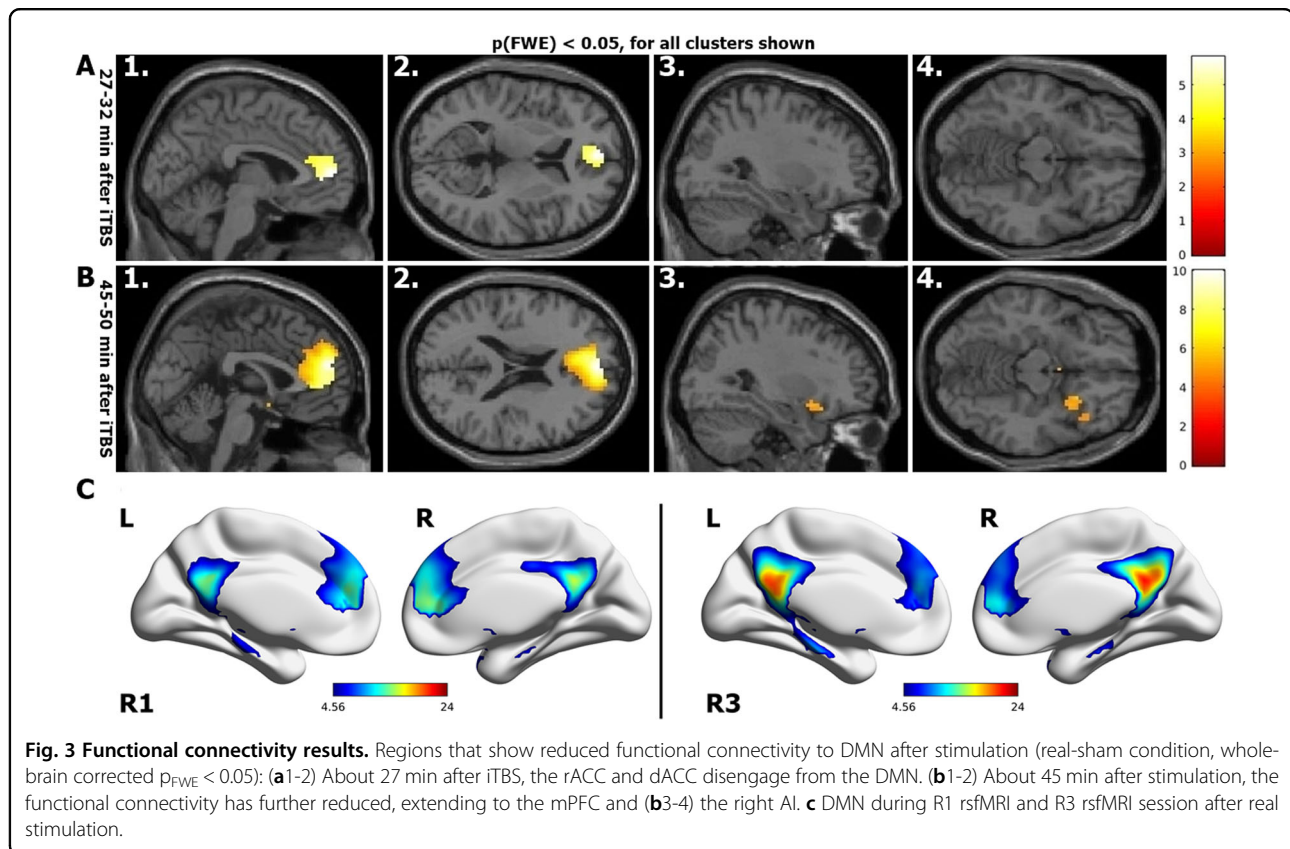 p(FWE) < 0.05, for all clusters shown
A
27-32 min after iTBS
1.
2.
3.
4.
5
4
3
2
1
0
B
45-50 min after iTBS
1.
2.
3.
4.
10
8
6
4
2
0
C
L
R
L
R
R1
4.56
24
R3
4.56
24
Fig. 3 Functional connectivity results. Regions that show reduced functional connectivity to DMN after stimulation (real-sham condition, whole-
brain corrected pFWE < 0.05): (a1-2) About 27 min after iTBS, the rACC and dACC disengage from the DMN. (b1-2) About 45 min after stimulation, the
functional connectivity has further reduced, extending to the mPFC and (b3-4) the right AI. c DMN during R1 rsfMRI and R3 rsfMRI session after real
stimulation.